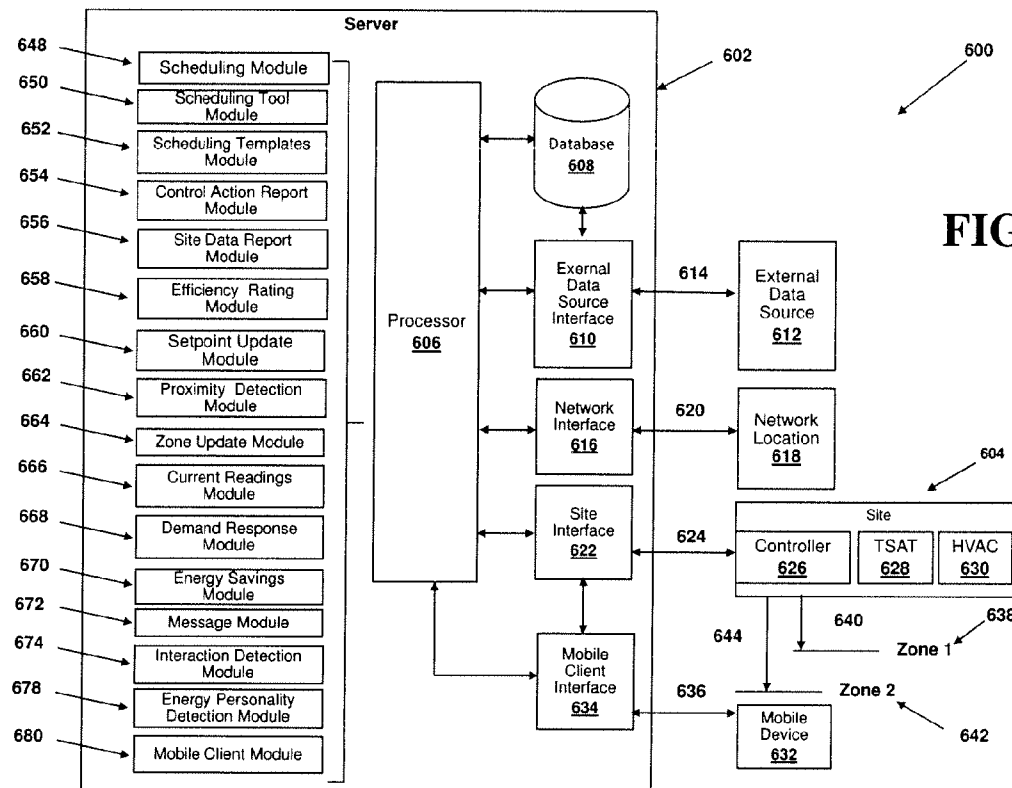 Server
648
Scheduling Module
650
Scheduling Tool
Module
652
Scheduling Templates
Module
654
Control Action Report
Module
656
Site Data Report
Module
658
Efficiency Rating
Module
660
Setpoint Update
Module
662
Proximity Detection
Module
664
Zone Update Module
666
Current Readings
Module
668
Demand Response
Module
670
Energy Savings
Module
672
Message Module
674
Interaction Detection
Module
678
Energy Personality
Detection Module
680
Mobile Client Module
Processor
606
Database
608
Exernal Data
Source
Interface
610
Network
Interface
616
Site
Interface
622
Mobile
Client
Interface
634
602
600
FIG
614
External
Data
Source
612
620
Network
Location
618
604
624
Site
Controller
626
TSAT
628
HVAC
630
644
640
638
Zone 1
Zone 2
636
Mobile
Device
632
642